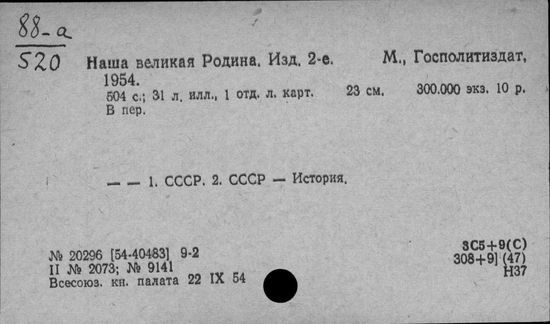 88-а
520
Наша великая Родина. Изд. 2-е. М., Госполитиздат,
1954.
504 с.; 31 л. илл., 1 отд. л. карт. 23 см. 300.000 экз. 10 р.
В пер.
— — 1. СССР. 2. СССР — История.
№ 20296 [54-40483] 9-2
II № 2073; № 9141
Всесоюз. кн. палата 22 IX 54
3С5+9(С)
308+9] (47)
Н37